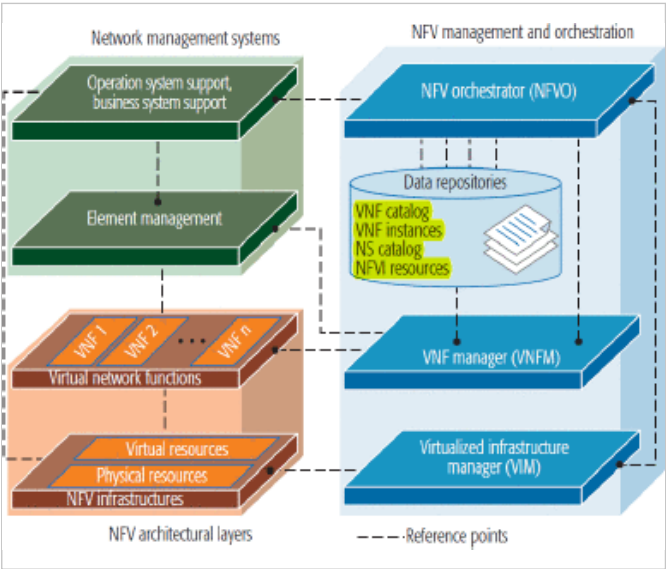 Network management systems
NFV management and orchestration
Operation system support,
business system support
NFV orchestrator (NFVO)
Data repositories
VNF catalog
VNF instances
NS catalog
NFVI resources
Element management
VNF 1
VNF 2
VNF n
Virtual network functions
VNF manager (VNFM)
Virtual resources
Physical resources
NFV infrastructures
Virtualized infrastructure
manager (VIM)
NFV architectural layers
Reference points